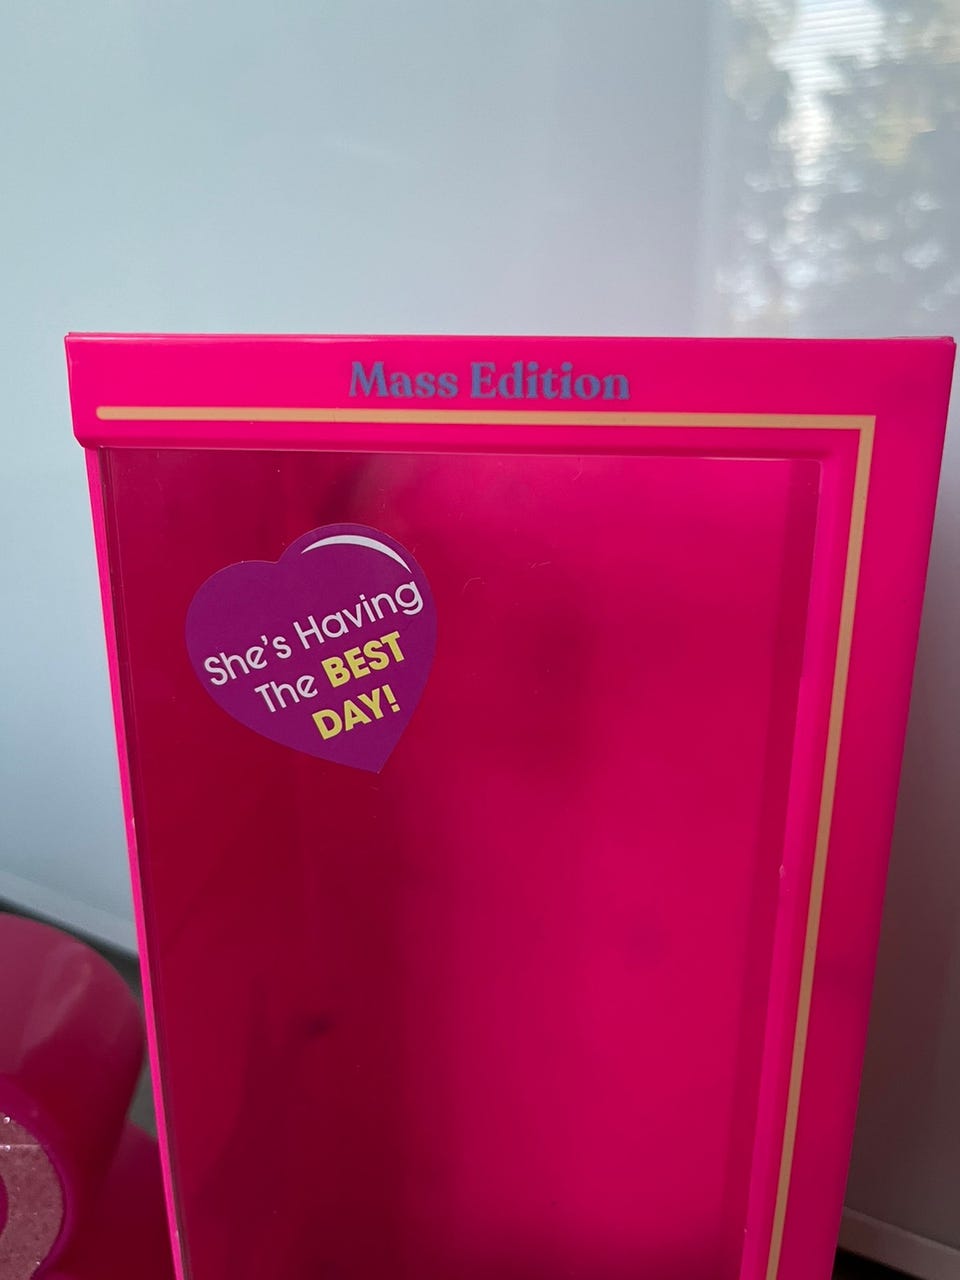 Mass Edition
She's Having
The BEST
DAY!